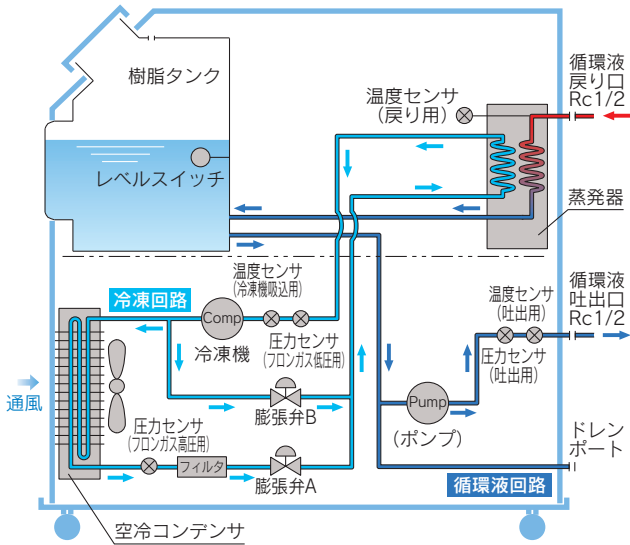 樹脂タンク
レベルスイッチ
温度センサ
(戻り用)
循環液
戻り口
Rc1/2
蒸発器
冷凍回路
温度センサ
(冷凍機吸込用)
Comp
冷凍機
圧力センサ
(フロンガス低圧用)
温度センサ
(吐出用)
循環液
吐出口
Rc1/2
圧力センサ
(吐出用)
通風
膨張弁B
Pump
(ポンプ)
圧力センサ
(フロンガス高圧用)
フィルタ
膨張弁A
ドレン
ポート
循環液回路
空冷コンデンサ